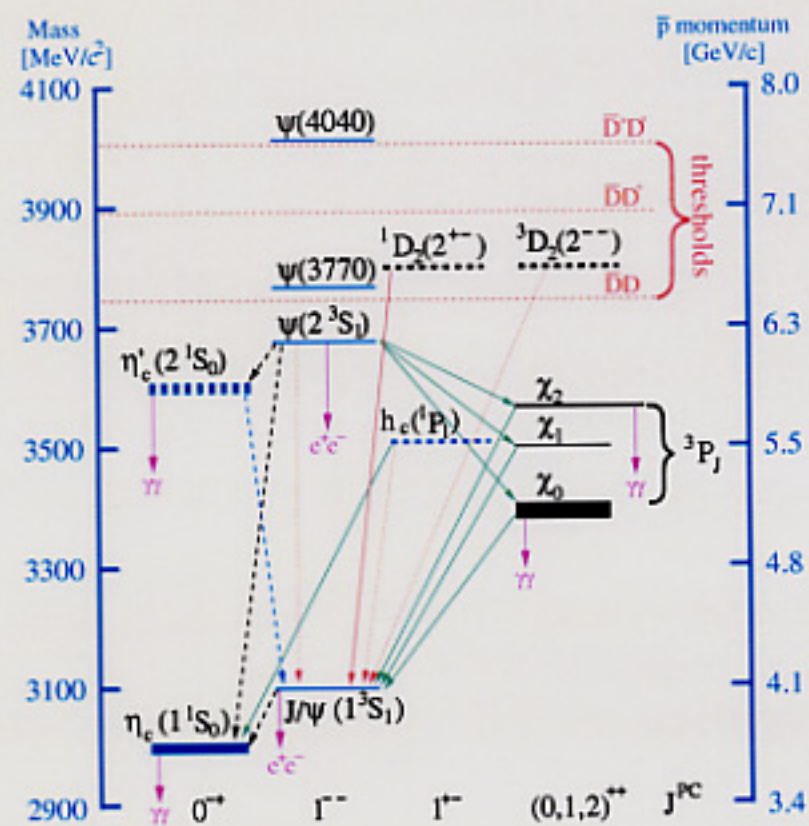 Mass
[MeV/c²]
p̄ momentum
[GeV/c]
4100
8.0
ψ(4040)
D̄*D*
3900
D̄D*
7.1
thresholds
¹D₂(2⁺⁻)
³D₂(2⁻⁻)
ψ(3770)
D̄D
3700
ψ(2 ³S₁)
6.3
η'c(2 ¹S₀)
χ₂
hc(¹P₁)
χ₁
³PJ
e⁺e⁻
3500
5.5
γγ
γγ
χ₀
γγ
3300
4.8
3100
4.1
J/ψ (1³S₁)
ηc(1¹S₀)
e⁺e⁻
γγ
2900
0⁻⁺
1⁻⁻
1⁺⁻
(0,1,2)⁺⁺
Jᴾᶜ
3.4